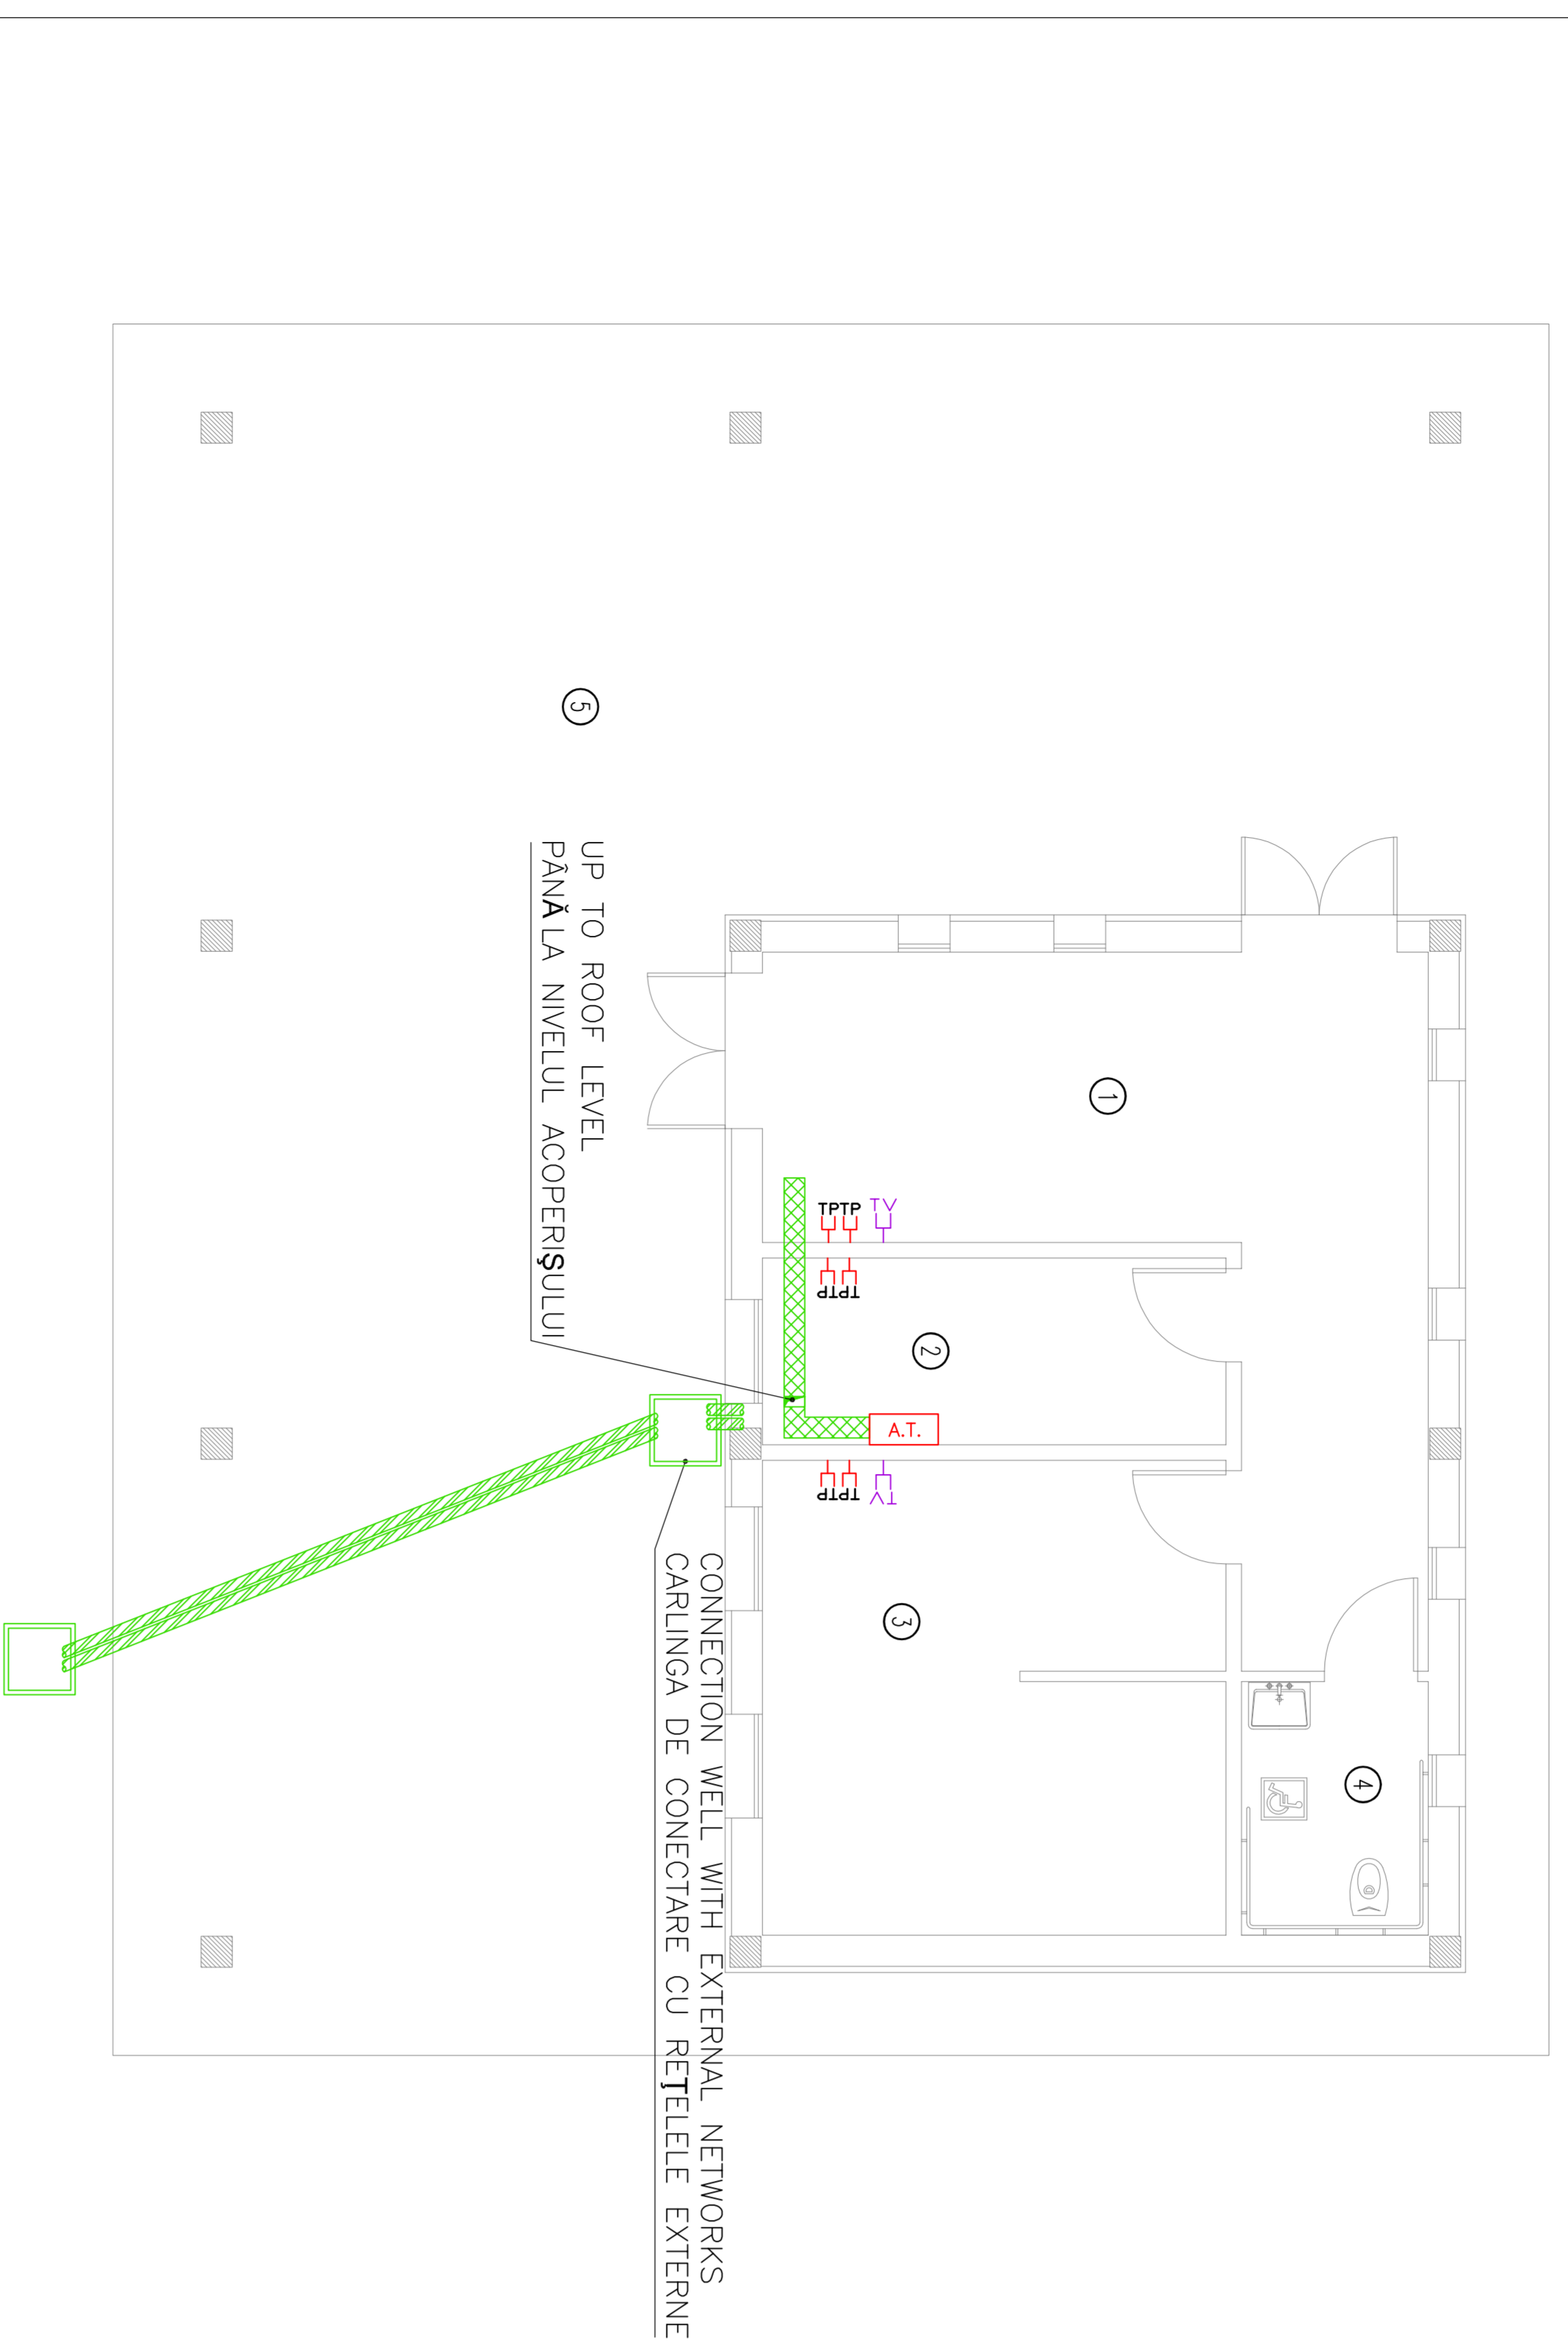 5
UP TO ROOF LEVEL
PÂNĂ LA NIVELUL ACOPERIŞULUI
1
TPTP
TV
TPTP
2
A.T.
TPTP
TV
3
CONNECTION WELL WITH EXTERNAL NETWORKS
CARLINGA DE CONECTARE CU REŢELELE EXTERNE
4